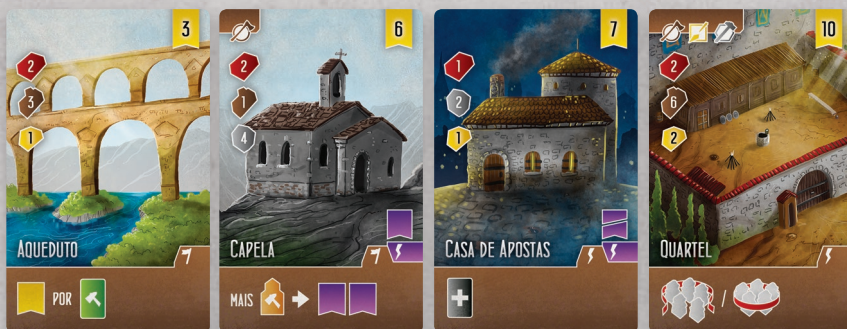 3
2
3
1
AQUEDUTO
POR
6
2
1
4
CAPELA
MAIS
7
1
2
1
CASA DE APOSTAS
10
2
6
2
QUARTEL
/